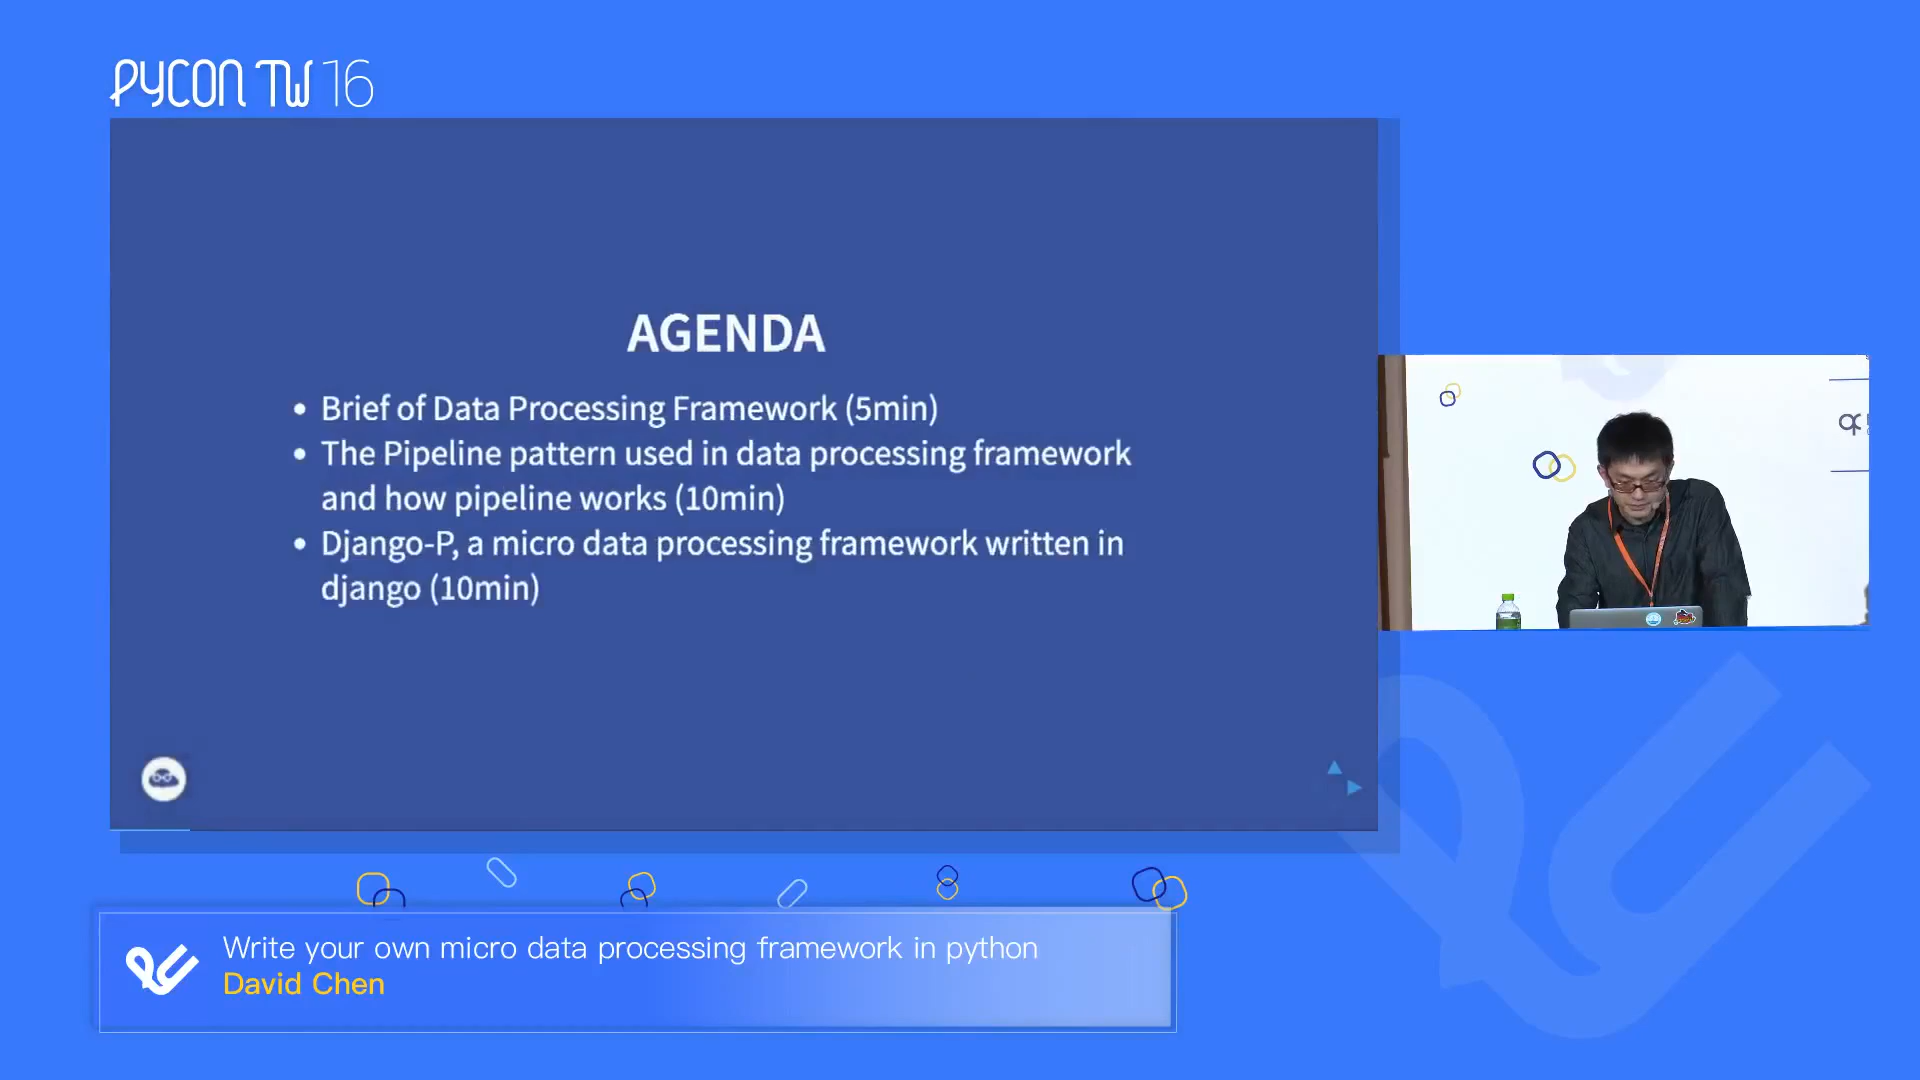 PYCON TW 16
AGENDA
• Brief of Data Processing Framework (5min)
• The Pipeline pattern used in data processing framework
and how pipeline works (10min)
• Django-P, a micro data processing framework written in
django (10min)
Write your own micro data processing framework in python
David Chen